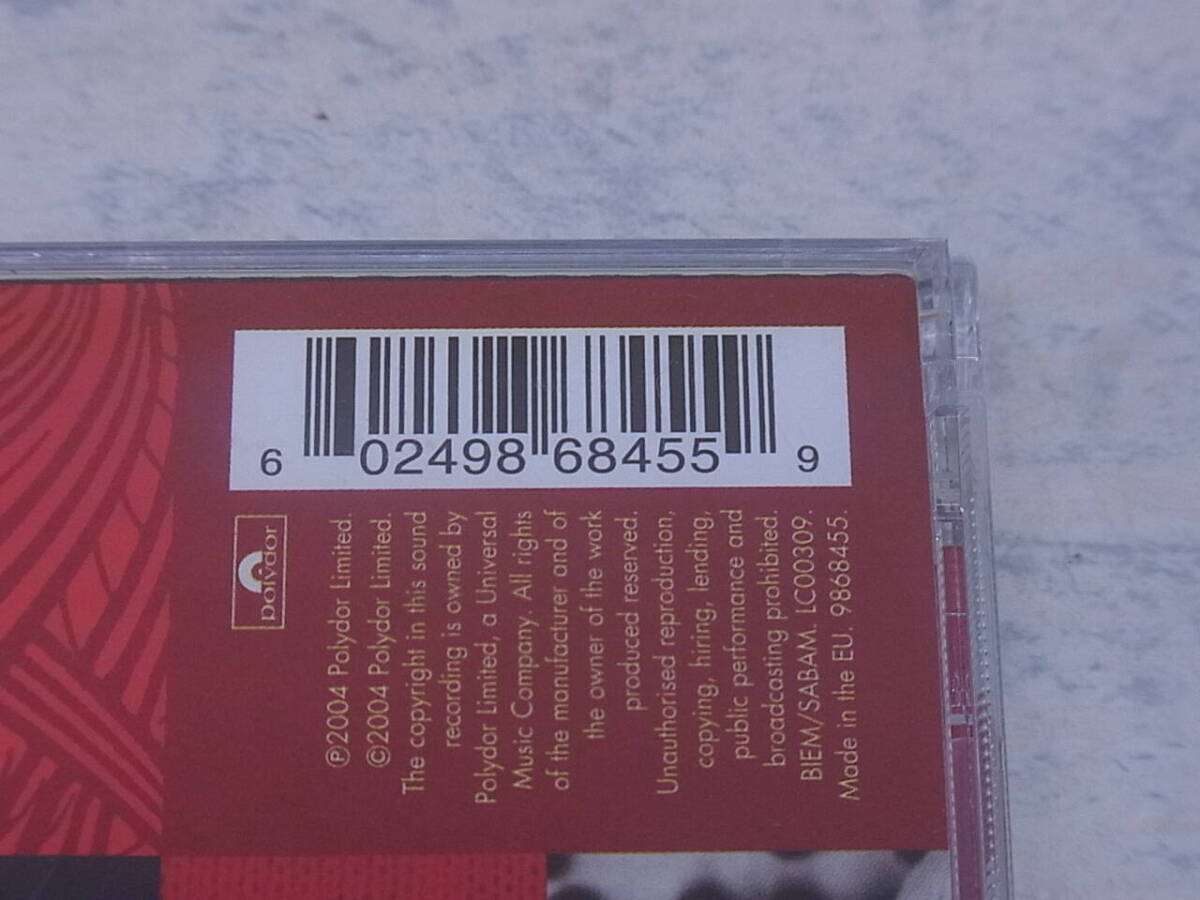 6 02498 68455 9
polydor
℗2004 Polydor Limited.
©2004 Polydor Limited.
The copyright in this sound
recording is owned by
Polydor Limited, a Universal
Music Company. All rights
of the manufacturer and of
the owner of the work
produced reserved.
Unauthorised reproduction,
copying, hiring, lending,
public performance and
broadcasting prohibited.
BIEM/SABAM. LC00309.
Made in the EU. 9868455.